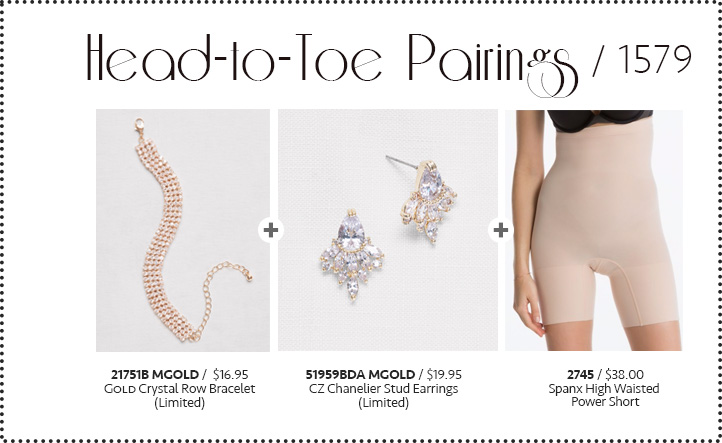 Head-to-Toe Pairings / 1579
21751B MGOLD / $16.95
Gold Crystal Row Bracelet
(Limited)
51959BDA MGOLD / $19.95
CZ Chanelier Stud Earrings
(Limited)
2745 / $38.00
Spanx High Waisted
Power Short